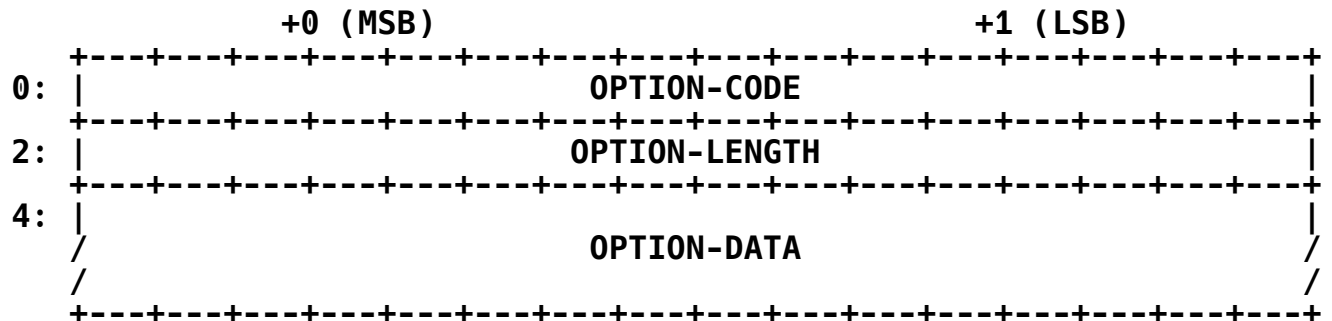 +0 (MSB)                            +1 (LSB)
   +---+---+---+---+---+---+---+---+---+---+---+---+---+---+---+---+
0: |                          OPTION-CODE                          |
   +---+---+---+---+---+---+---+---+---+---+---+---+---+---+---+---+
2: |                         OPTION-LENGTH                         |
   +---+---+---+---+---+---+---+---+---+---+---+---+---+---+---+---+
4: |                                                               |
   /                          OPTION-DATA                          /
   /                                                               /
   +---+---+---+---+---+---+---+---+---+---+---+---+---+---+---+---+